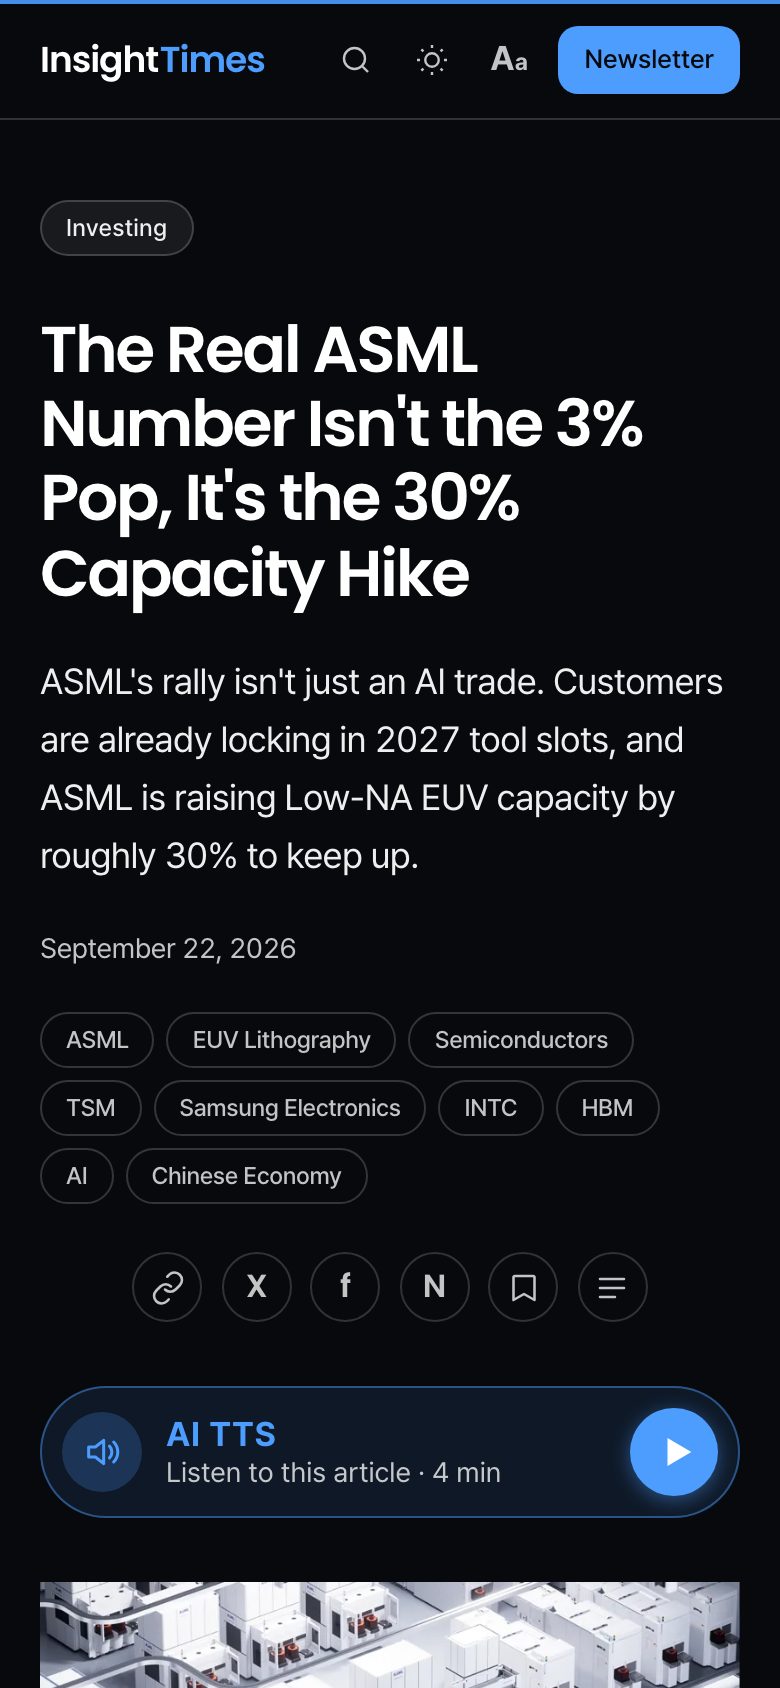 InsightTimes
Aa
Newsletter
Investing
The Real ASML
Number Isn't the 3%
Pop, It's the 30%
Capacity Hike
ASML's rally isn't just an AI trade. Customers
are already locking in 2027 tool slots, and
ASML is raising Low-NA EUV capacity by
roughly 30% to keep up.
September 22, 2026
ASML
EUV Lithography
Semiconductors
TSM
Samsung Electronics
INTC
HBM
AI
Chinese Economy
X
f
N
AI TTS
Listen to this article · 4 min